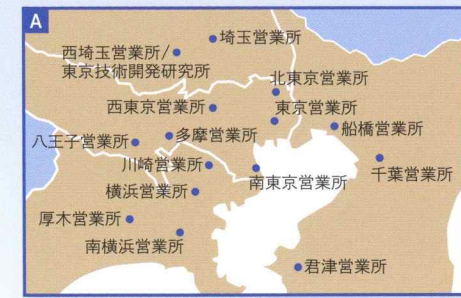 A
埼玉営業所
西埼玉営業所/
東京技術開発研究所
北東京営業所
西東京営業所
東京営業所
船橋営業所
八王子営業所
多摩営業所
川崎営業所
南東京営業所
千葉営業所
横浜営業所
厚木営業所
南横浜営業所
君津営業所